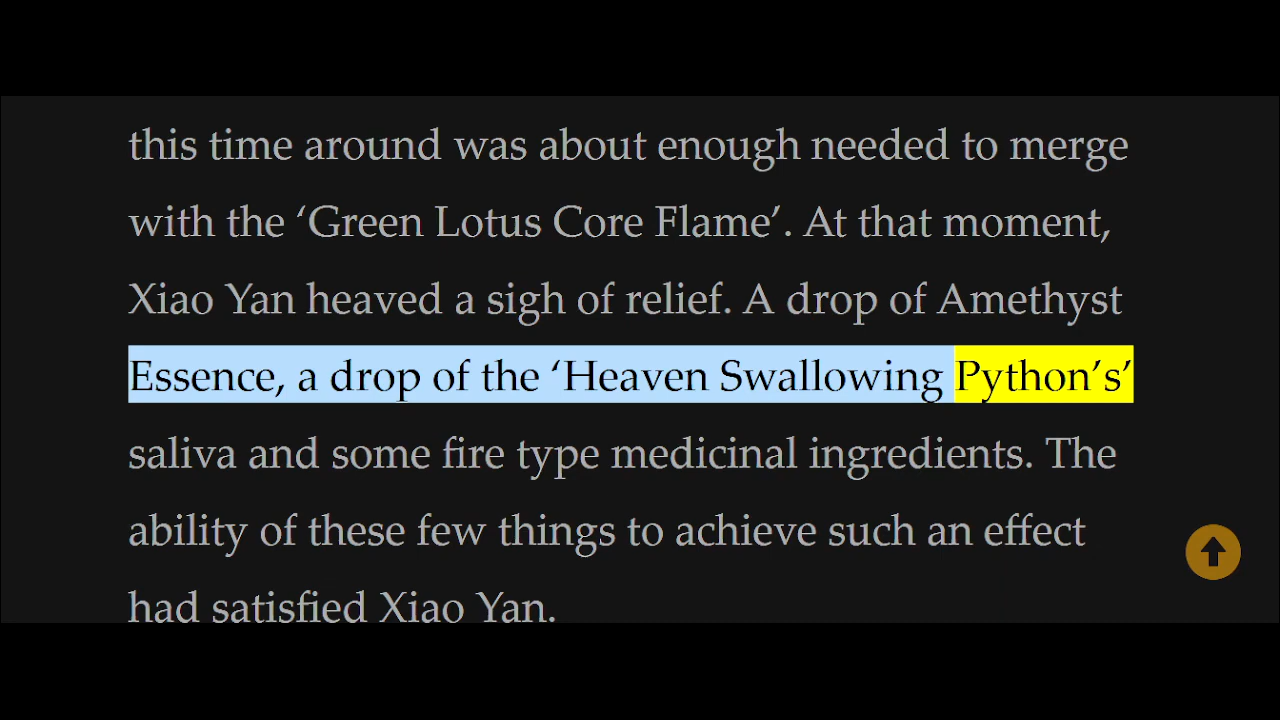 this time around was about enough needed to merge
with the ‘Green Lotus Core Flame’. At that moment,
Xiao Yan heaved a sigh of relief. A drop of Amethyst
Essence, a drop of the ‘Heaven Swallowing Python’s’
saliva and some fire type medicinal ingredients. The
ability of these few things to achieve such an effect
had satisfied Xiao Yan.